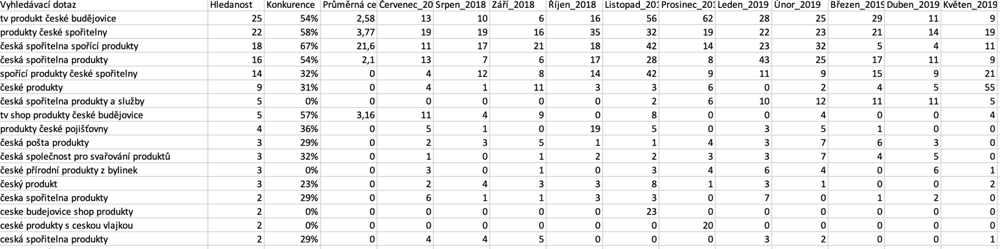 Vyhledávací dotaz Hledanost Konkurence Průměrná ce Červenec_20 Srpen_2018 Září_2018 Říjen_2018 Listopad_201 Prosinec_201 Leden_2019 Únor_2019 Březen_2019 Duben_2019 Květen_2019
tv produkt české budějovice 25 54% 2,58 13 10 6 16 56 62 28 25 29 11 9
produkty české spořitelny 22 58% 3,77 19 19 16 35 32 19 22 23 21 14 19
česká spořitelna spořící produkty 18 67% 21,6 11 17 21 18 42 14 23 32 5 4 11
česká spořitelna produkty 16 54% 2,1 13 7 6 17 28 8 43 25 17 11 9
spořící produkty české spořitelny 14 32% 0 4 12 8 14 42 9 11 9 15 9 21
české produkty 9 31% 0 4 1 11 3 3 6 0 2 4 5 55
česká spořitelna produkty a služby 5 0% 0 0 0 0 0 2 6 10 12 11 11 5
tv shop produkty české budějovice 5 57% 3,16 11 4 9 0 8 0 0 4 0 0 4
produkty české pojišťovny 4 36% 0 5 1 0 19 5 0 3 5 1 0 0
česká pošta produkty 3 29% 0 2 3 5 1 1 4 3 7 6 3 0
česká společnost pro svařování produktů 3 32% 0 1 0 1 2 2 3 3 7 4 5 0
české přírodní produkty z bylinek 3 0% 0 3 0 1 0 3 4 6 4 0 6 1
český produkt 3 23% 0 2 4 3 3 8 1 3 1 0 0 2
česka spořitelna produkty 2 29% 0 6 1 1 3 3 0 7 0 1 2 0
ceske budejovice shop produkty 2 0% 0 0 0 0 0 23 0 0 0 0 0 0
české produkty s ceskou vlajkou 2 0% 0 0 0 0 0 0 20 0 0 0 0 0
ceská spořitelna produkty 2 29% 0 4 4 5 0 0 0 3 2 0 0 1